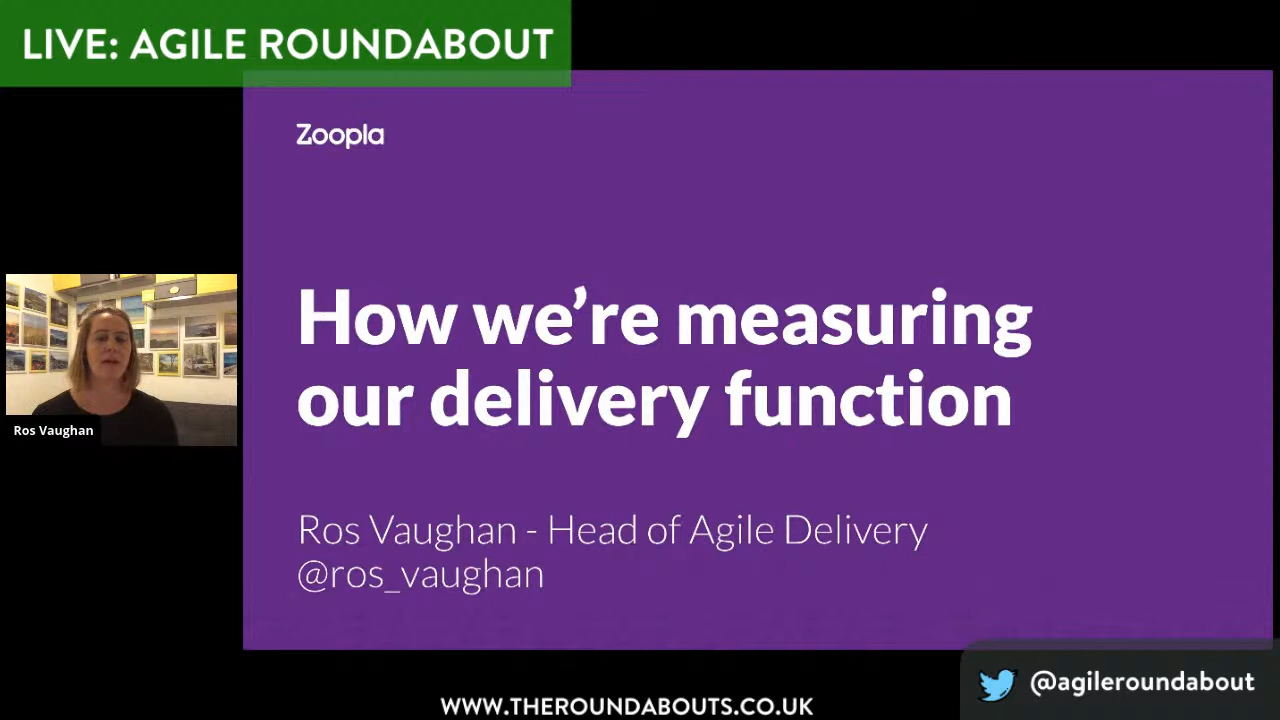 LIVE: AGILE ROUNDABOUT
Zoopla
How we’re measuring
our delivery function
Ros Vaughan - Head of Agile Delivery
@ros_vaughan
Ros Vaughan
@agileroundabout
WWW.THEROUNDABOUTS.CO.UK